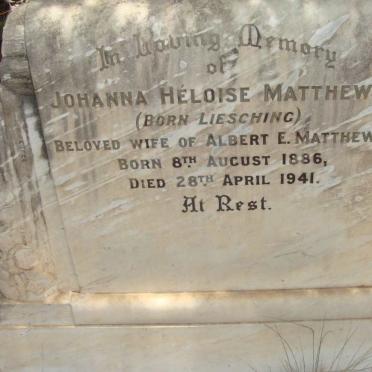 In Loving Memory
of
JOHANNA HÉLOISE MATTHEW
(BORN LIESCHING)
BELOVED WIFE OF ALBERT E. MATTHEW
BORN 8TH AUGUST 1886,
DIED 28TH APRIL 1941.
At Rest.